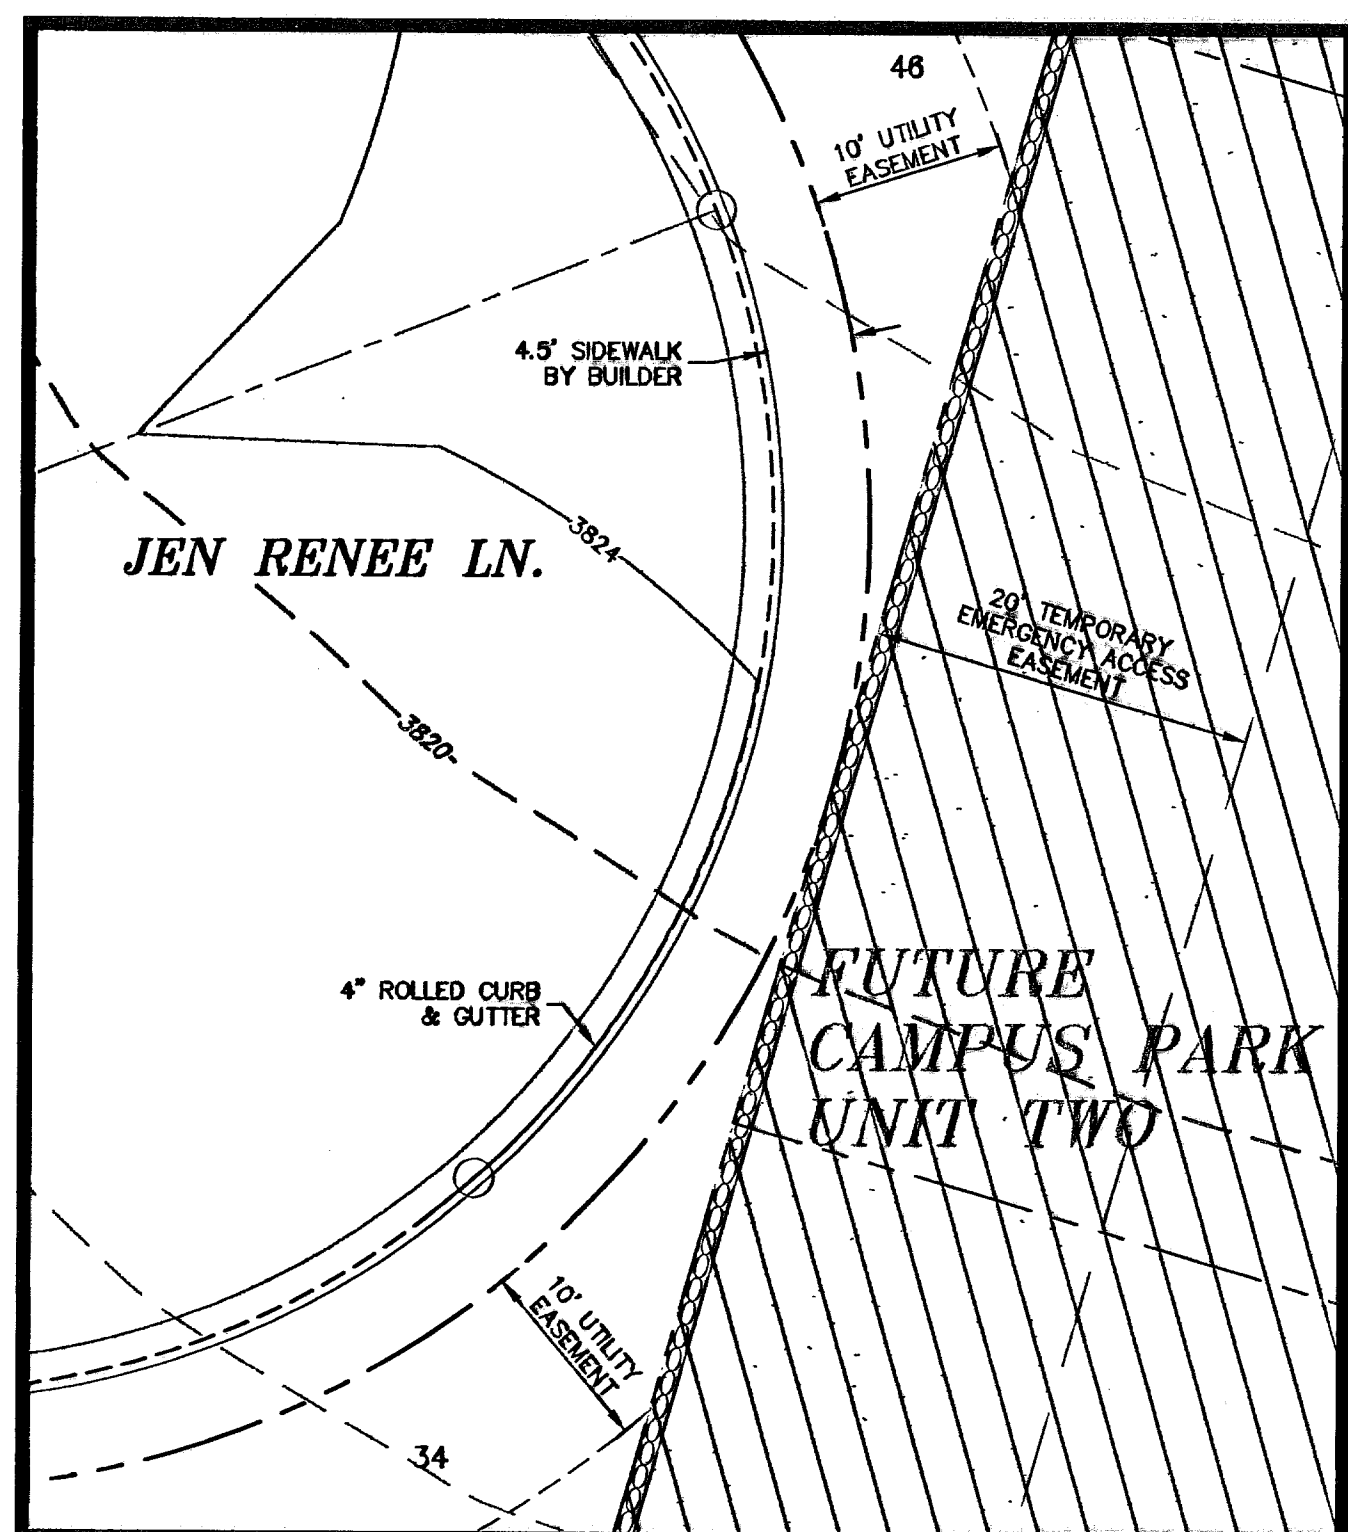 46
10' UTILITY
EASEMENT
4.5' SIDEWALK
BY BUILDER
JEN RENEE LN.
3824
20' TEMPORARY
EMERGENCY ACCESS
EASEMENT
3820
FUTURE
CAMPUS PARK
UNIT TWO
4" ROLLED CURB
& GUTTER
10' UTILITY
EASEMENT
34